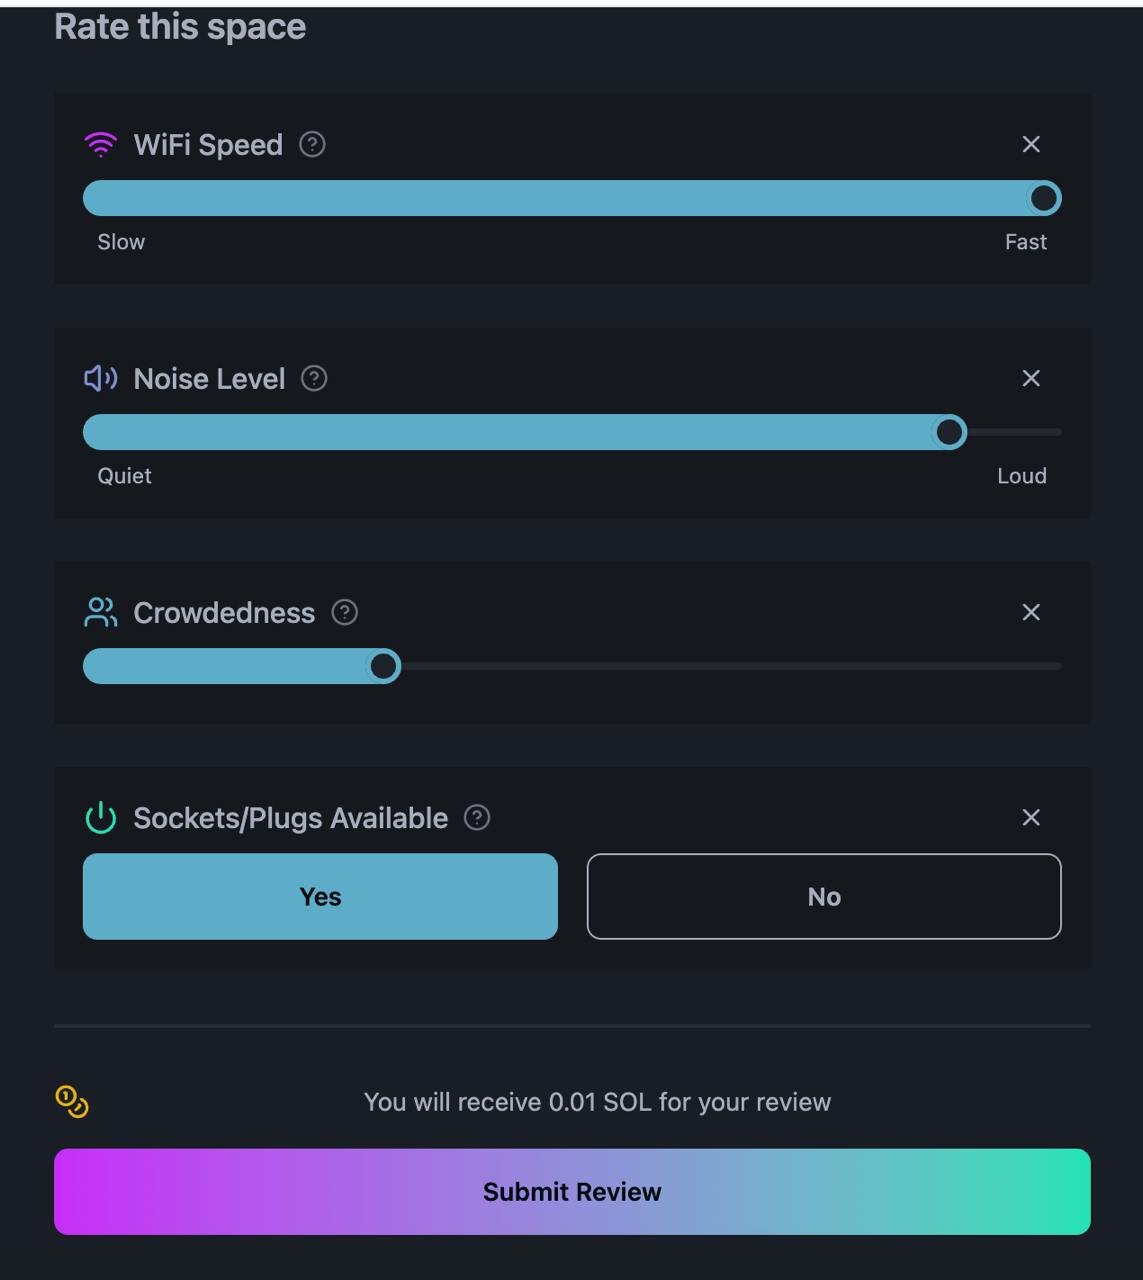 Rate this space
WiFi Speed
Slow Fast
Noise Level
Quiet Loud
Crowdedness
Sockets/Plugs Available
Yes No
You will receive 0.01 SOL for your review
Submit Review